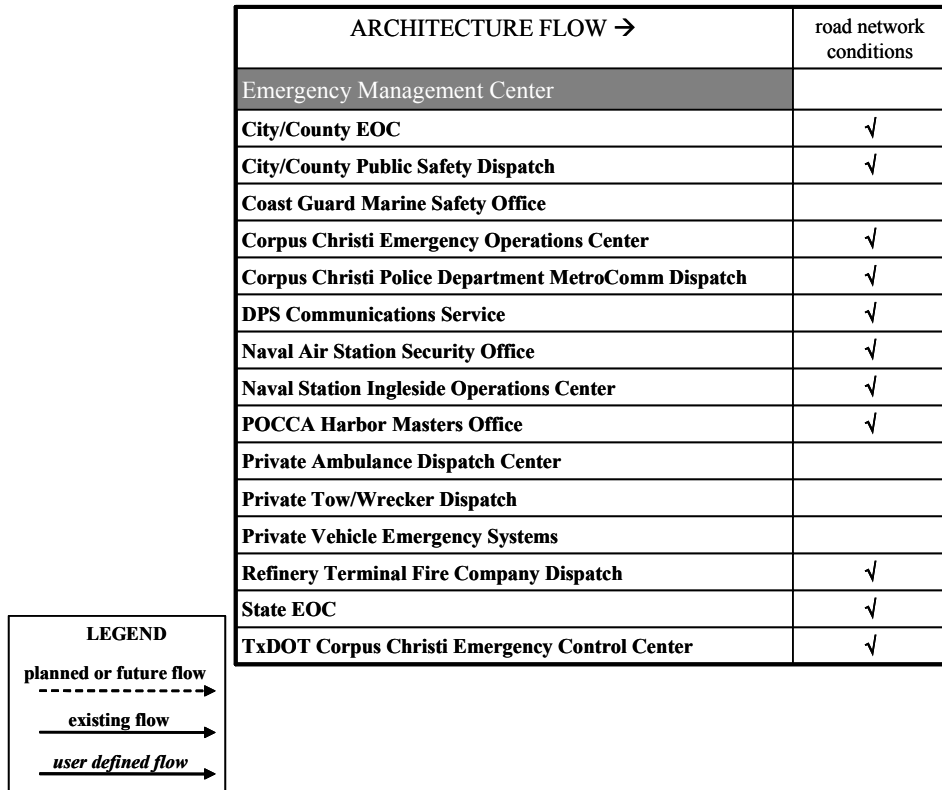 ARCHITECTURE FLOW → road network conditions
Emergency Management Center
City/County EOC √
City/County Public Safety Dispatch √
Coast Guard Marine Safety Office
Corpus Christi Emergency Operations Center √
Corpus Christi Police Department MetroComm Dispatch √
DPS Communications Service √
Naval Air Station Security Office √
Naval Station Ingleside Operations Center √
POCCA Harbor Masters Office √
Private Ambulance Dispatch Center
Private Tow/Wrecker Dispatch
Private Vehicle Emergency Systems
Refinery Terminal Fire Company Dispatch √
State EOC √
TxDOT Corpus Christi Emergency Control Center √
LEGEND
planned or future flow
existing flow
user defined flow